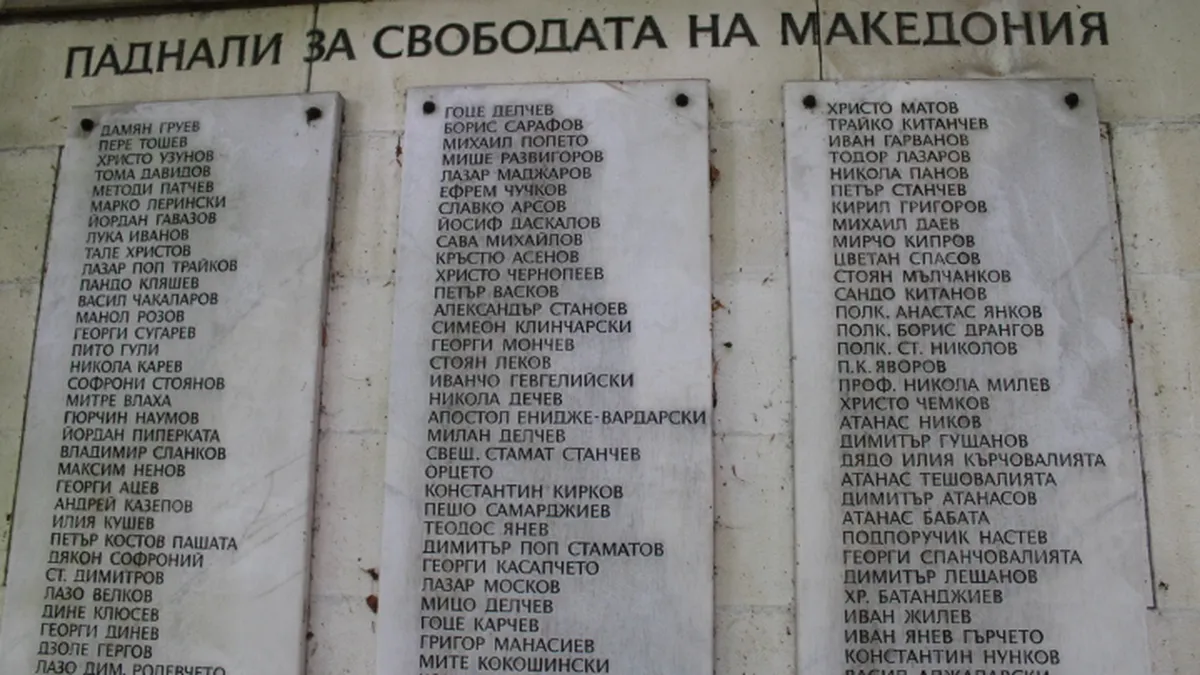 ПАДНАЛИ ЗА СВОБОДАТА НА МАКЕДОНИЯ
ДАМЯН ГРУЕВ
ПЕРЕ ТОШЕВ
ХРИСТО УЗУНОВ
ТОМА ДАВИДОВ
МЕТОДИ ПАТЧЕВ
МАРКО ЛЕРИНСКИ
ЙОРДАН ГАВАЗОВ
ЛУКА ИВАНОВ
ТАЛЕ ХРИСТОВ
ЛАЗАР ПОП ТРАЙКОВ
ПАНДО КЛЯШЕВ
ВАСИЛ ЧАКАЛАРОВ
МАНОЛ РОЗОВ
ГЕОРГИ СУГАРЕВ
ПИТО ГУЛИ
НИКОЛА КАРЕВ
СОФРОНИ СТОЯНОВ
МИТРЕ ВЛАХА
ГЮРЧИН НАУМОВ
ЙОРДАН ПИПЕРКАТА
ВЛАДИМИР СЛАНКОВ
МАКСИМ НЕНОВ
ГЕОРГИ АЦЕВ
АНДРЕЙ КАЗЕПОВ
ИЛИЯ КУШЕВ
ПЕТЪР КОСТОВ ПАШАТА
ДЯКОН СОФРОНИЙ
СТ. ДИМИТРОВ
ЛАЗО ВЕЛКОВ
ДИНЕ КЛЮСЕВ
ГЕОРГИ ДИНЕВ
ДЗОЛЕ ГЕРГОВ
ЛАЗО ДИМ. РОЛЕВЧЕТО
ГОЦЕ ДЕЛЧЕВ
БОРИС САРАФОВ
МИХАИЛ ПОПЕТО
МИШЕ РАЗВИГОРОВ
ЛАЗАР МАДЖАРОВ
ЕФРЕМ ЧУЧКОВ
СЛАВКО АРСОВ
ЙОСИФ ДАСКАЛОВ
САВА МИХАЙЛОВ
КРЪСТЮ АСЕНОВ
ХРИСТО ЧЕРНОПЕЕВ
ПЕТЪР ВАСКОВ
АЛЕКСАНДЪР СТАНОЕВ
СИМЕОН КЛИНЧАРСКИ
ГЕОРГИ МОНЧЕВ
СТОЯН ЛЕКОВ
ИВАНЧО ГЕВГЕЛИЙСКИ
НИКОЛА ДЕЧЕВ
АПОСТОЛ ЕНИДЖЕ-ВАРДАРСКИ
МИЛАН ДЕЛЧЕВ
СВЕЩ. СТАМАТ СТАНЧЕВ
ОРЦЕТО
КОНСТАНТИН КИРКОВ
ПЕШО САМАРДЖИЕВ
ТЕОДОС ЯНЕВ
ДИМИТЪР ПОП СТАМАТОВ
ГЕОРГИ КАСАПЧЕТО
ЛАЗАР МОСКОВ
МИЦО ДЕЛЧЕВ
ГОЦЕ КАРЧЕВ
ГРИГОР МАНАСИЕВ
МИТЕ КОКОШИНСКИ
ХРИСТО МАТОВ
ТРАЙКО КИТАНЧЕВ
ИВАН ГАРВАНОВ
ТОДОР ЛАЗАРОВ
НИКОЛА ПАНОВ
ПЕТЪР СТАНЧЕВ
КИРИЛ ГРИГОРОВ
МИХАИЛ ДАЕВ
МИРЧО КИПРОВ
ЦВЕТАН СПАСОВ
СТОЯН МЪЛЧАНКОВ
САНДО КИТАНОВ
ПОЛК. АНАСТАС ЯНКОВ
ПОЛК. БОРИС ДРАНГОВ
ПОЛК. СТ. НИКОЛОВ
П.К. ЯВОРОВ
ПРОФ. НИКОЛА МИЛЕВ
ХРИСТО ЧЕМКОВ
АТАНАС НИКОВ
ДИМИТЪР ГУЩАНОВ
ДЯДО ИЛИЯ КЪРЧОВАЛИЯТА
АТАНАС ТЕШОВАЛИЯТА
ДИМИТЪР АТАНАСОВ
АТАНАС БАБАТА
ПОДПОРУЧИК НАСТЕВ
ГЕОРГИ СПАНЧОВАЛИЯТА
ДИМИТЪР ЛЕЩАНОВ
ХР. БАТАНДЖИЕВ
ИВАН ЖИЛЕВ
ИВАН ЯНЕВ ГЪРЧЕТО
КОНСТАНТИН НУНКОВ